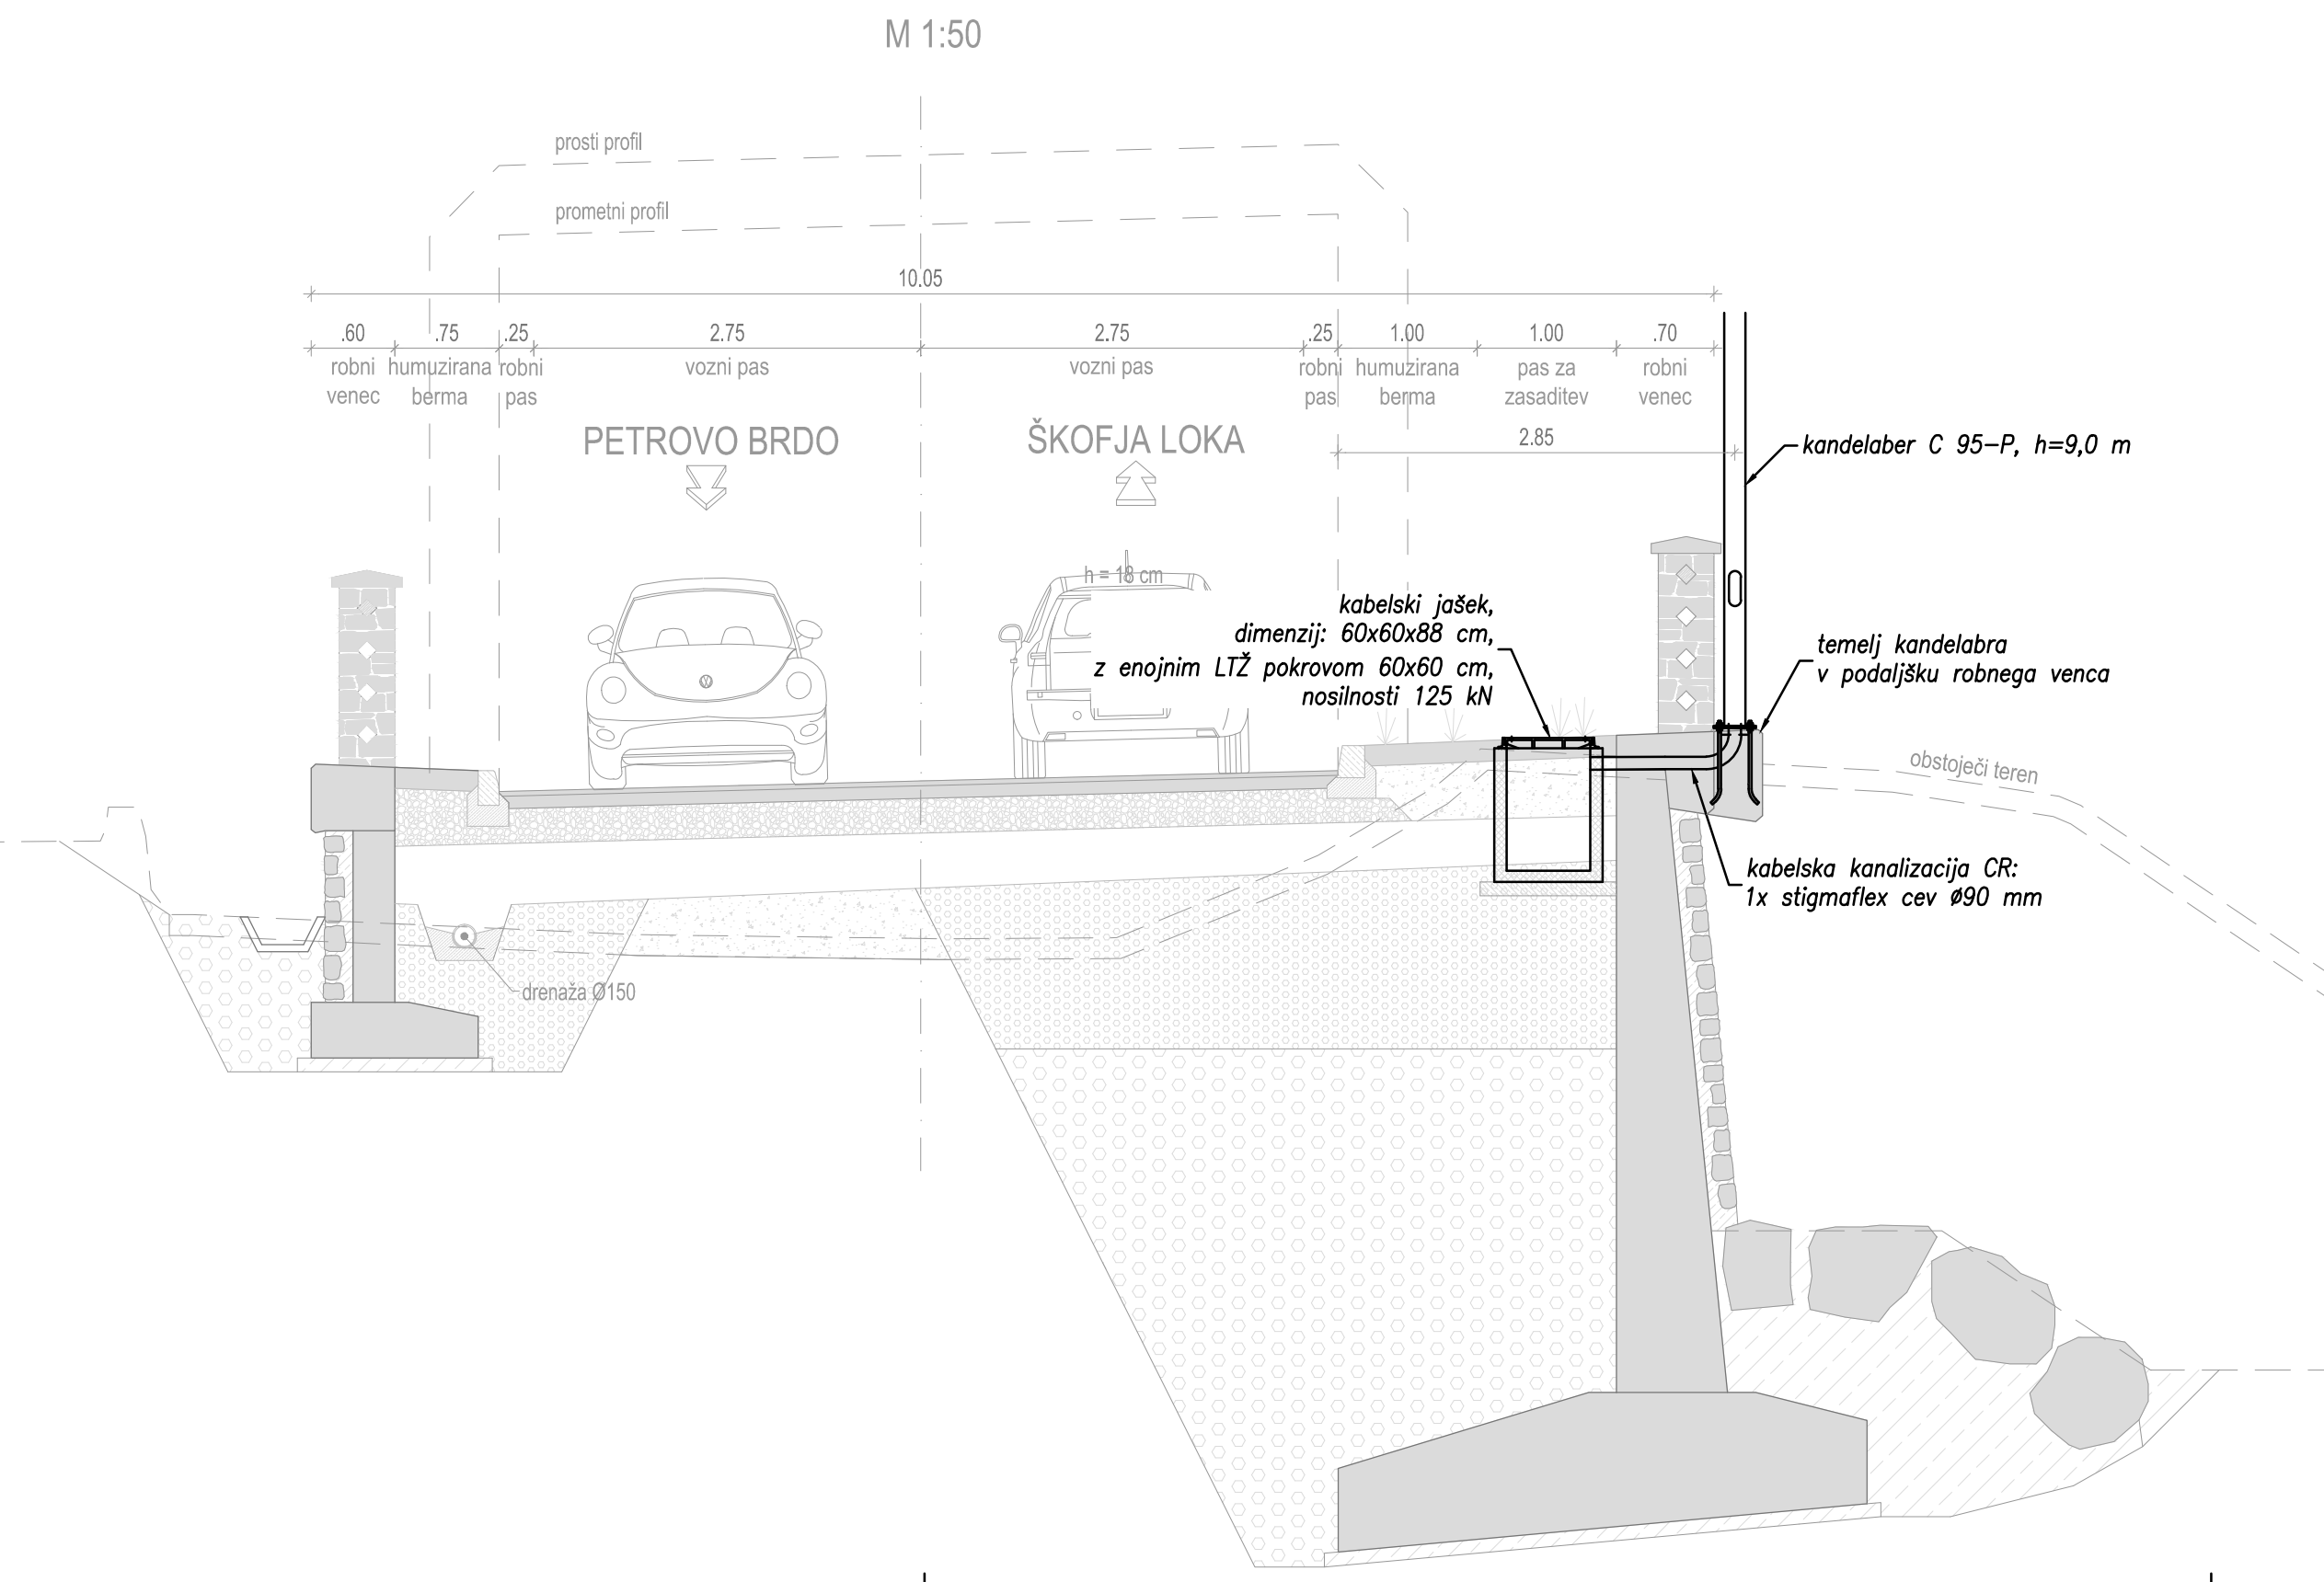 M 1:50
prosti profil
prometni profil
10.05
.60 .75 .25 2.75 2.75 .25 1.00 1.00 .70
robni humuzirana robni vozni pas vozni pas robni humuzirana pas za robni
venec berma pas pas berma zasaditev venec
PETROVO BRDO
ŠKOFJA LOKA
2.85
kandelaber C 95-P, h=9,0 m
h = 18 cm
kabelski jašek,
dimenzij: 60x60x88 cm,
z enojnim LTŽ pokrovom 60x60 cm,
nosilnosti 125 kN
temelj kandelabra
v podaljšku robnega venca
obstoječi teren
kabelska kanalizacija CR:
1x stigmaflex cev Ø90 mm
drenaža Ø150